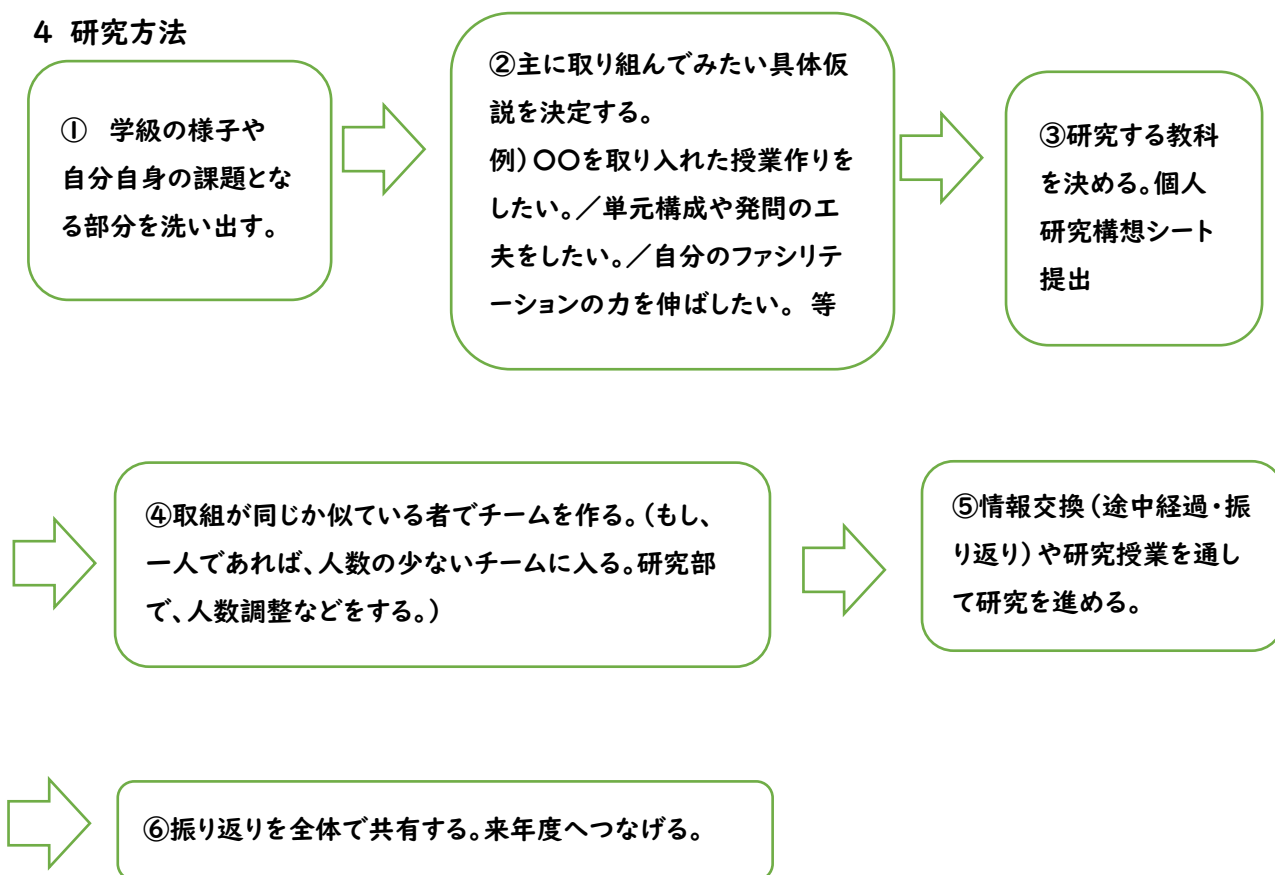 4 研究方法
① 学級の様子や
自分自身の課題とな
る部分を洗い出す。
②主に取り組んでみたい具体仮
説を決定する。
例）〇〇を取り入れた授業作りを
したい。／単元構成や発問の工
夫をしたい。／自分のファシリテ
ーションの力を伸ばしたい。 等
③研究する教科
を決める。個人
研究構想シート
提出
④取組が同じか似ている者でチームを作る。（もし、
一人であれば、人数の少ないチームに入る。研究部
で、人数調整などをする。）
⑤情報交換（途中経過・振
り返り）や研究授業を通し
て研究を進める。
⑥振り返りを全体で共有する。来年度へつなげる。